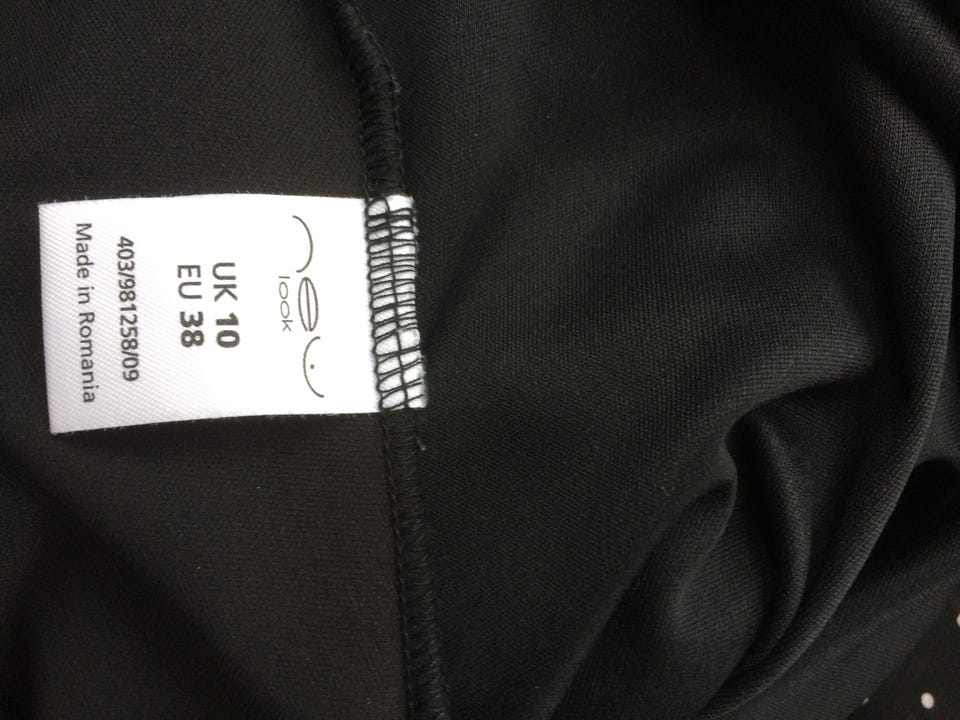 new
look
UK 10
EU 38
403/981258/09
Made in Romania